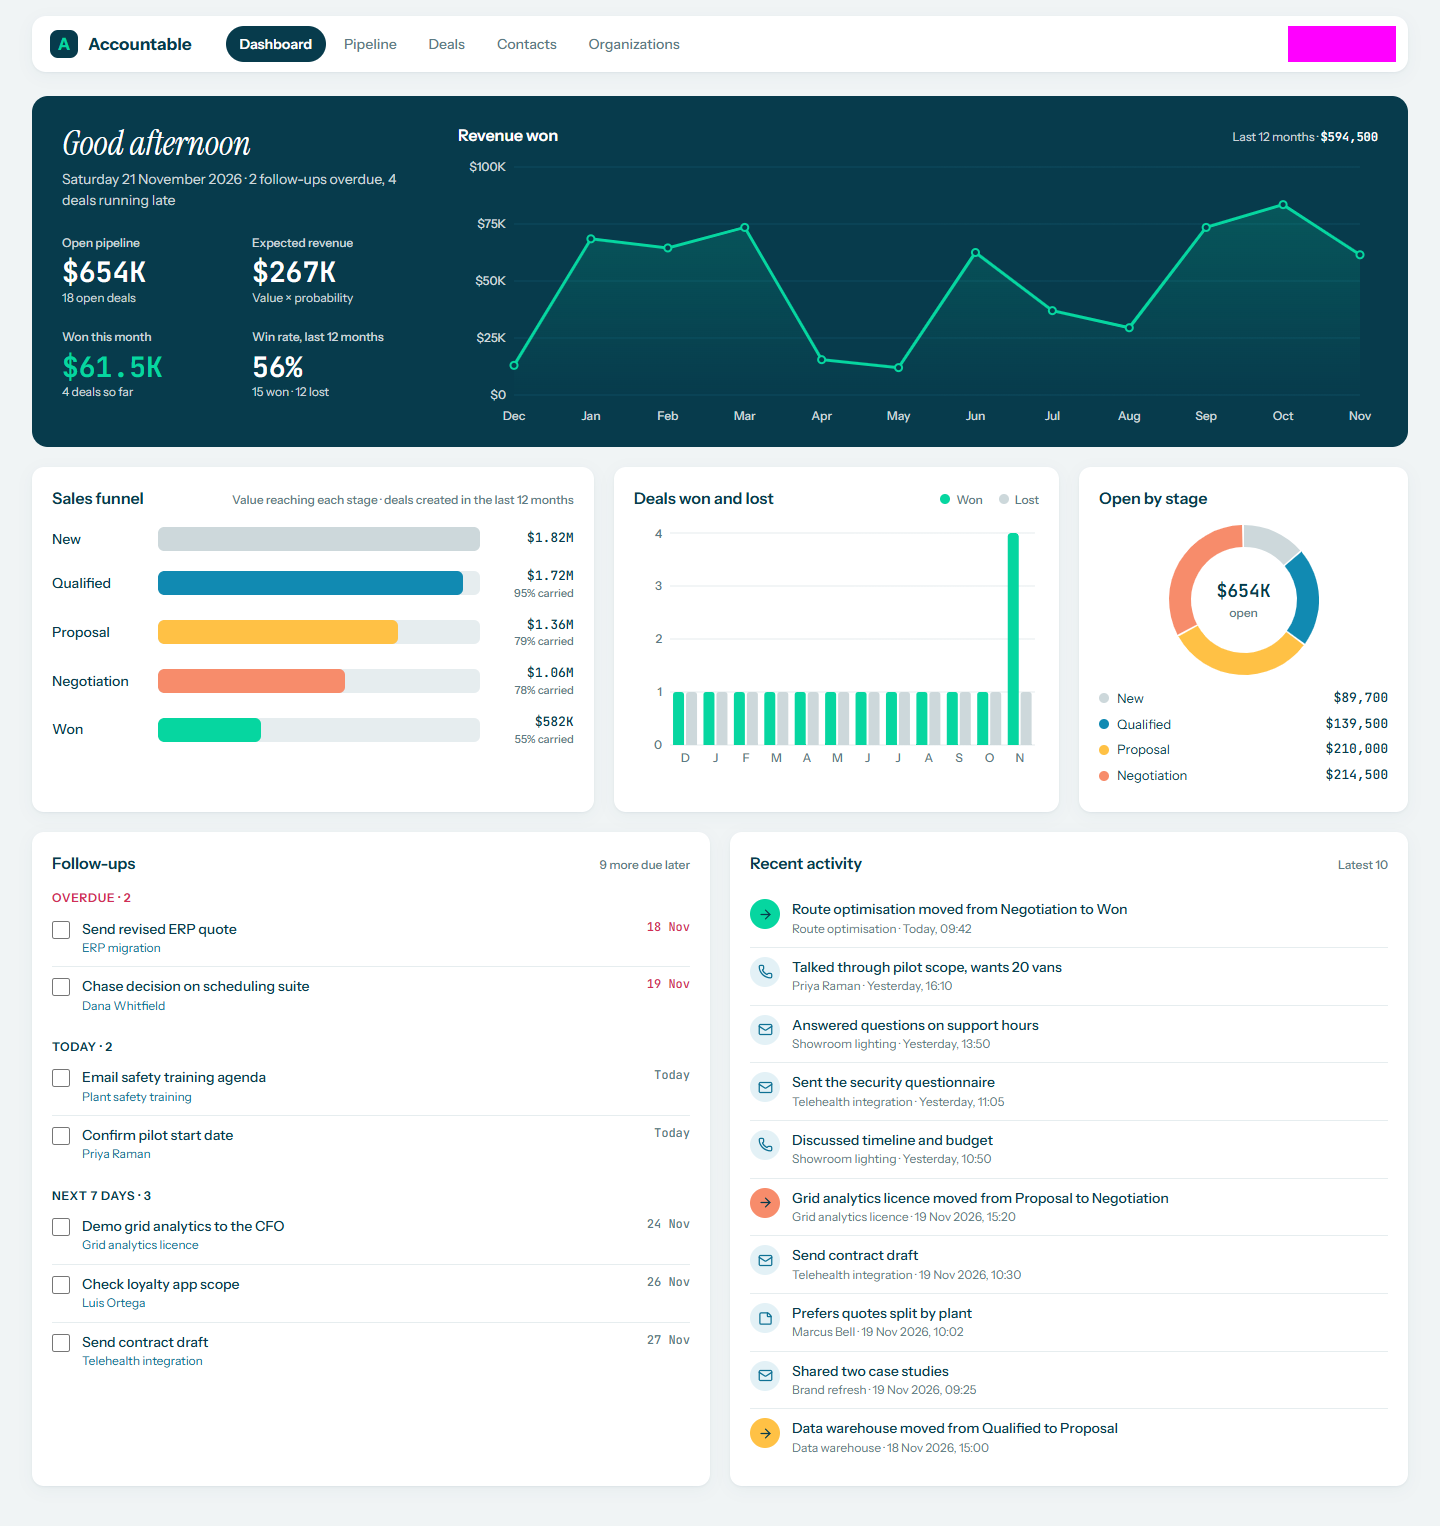 A Accountable Dashboard Pipeline Deals Contacts Organizations
Good afternoon
Saturday 21 November 2026 · 2 follow-ups overdue, 4
deals running late
Open pipeline
$654K
18 open deals
Expected revenue
$267K
Value × probability
Won this month
$61.5K
4 deals so far
Win rate, last 12 months
56%
15 won · 12 lost
Revenue won
Last 12 months · $594,500
$100K
$75K
$50K
$25K
$0
Dec Jan Feb Mar Apr May Jun Jul Aug Sep Oct Nov
Sales funnel
Value reaching each stage · deals created in the last 12 months
New $1.82M
Qualified $1.72M
95% carried
Proposal $1.36M
79% carried
Negotiation $1.06M
78% carried
Won $582K
55% carried
Deals won and lost
Won Lost
4
3
2
1
0
D J F M A M J J A S O N
Open by stage
$654K
open
New $89,700
Qualified $139,500
Proposal $210,000
Negotiation $214,500
Follow-ups
9 more due later
OVERDUE · 2
Send revised ERP quote 18 Nov
ERP migration
Chase decision on scheduling suite 19 Nov
Dana Whitfield
TODAY · 2
Email safety training agenda Today
Plant safety training
Confirm pilot start date Today
Priya Raman
NEXT 7 DAYS · 3
Demo grid analytics to the CFO 24 Nov
Grid analytics licence
Check loyalty app scope 26 Nov
Luis Ortega
Send contract draft 27 Nov
Telehealth integration
Recent activity
Latest 10
Route optimisation moved from Negotiation to Won
Route optimisation · Today, 09:42
Talked through pilot scope, wants 20 vans
Priya Raman · Yesterday, 16:10
Answered questions on support hours
Showroom lighting · Yesterday, 13:50
Sent the security questionnaire
Telehealth integration · Yesterday, 11:05
Discussed timeline and budget
Showroom lighting · Yesterday, 10:50
Grid analytics licence moved from Proposal to Negotiation
Grid analytics licence · 19 Nov 2026, 15:20
Send contract draft
Telehealth integration · 19 Nov 2026, 10:30
Prefers quotes split by plant
Marcus Bell · 19 Nov 2026, 10:02
Shared two case studies
Brand refresh · 19 Nov 2026, 09:25
Data warehouse moved from Qualified to Proposal
Data warehouse · 18 Nov 2026, 15:00